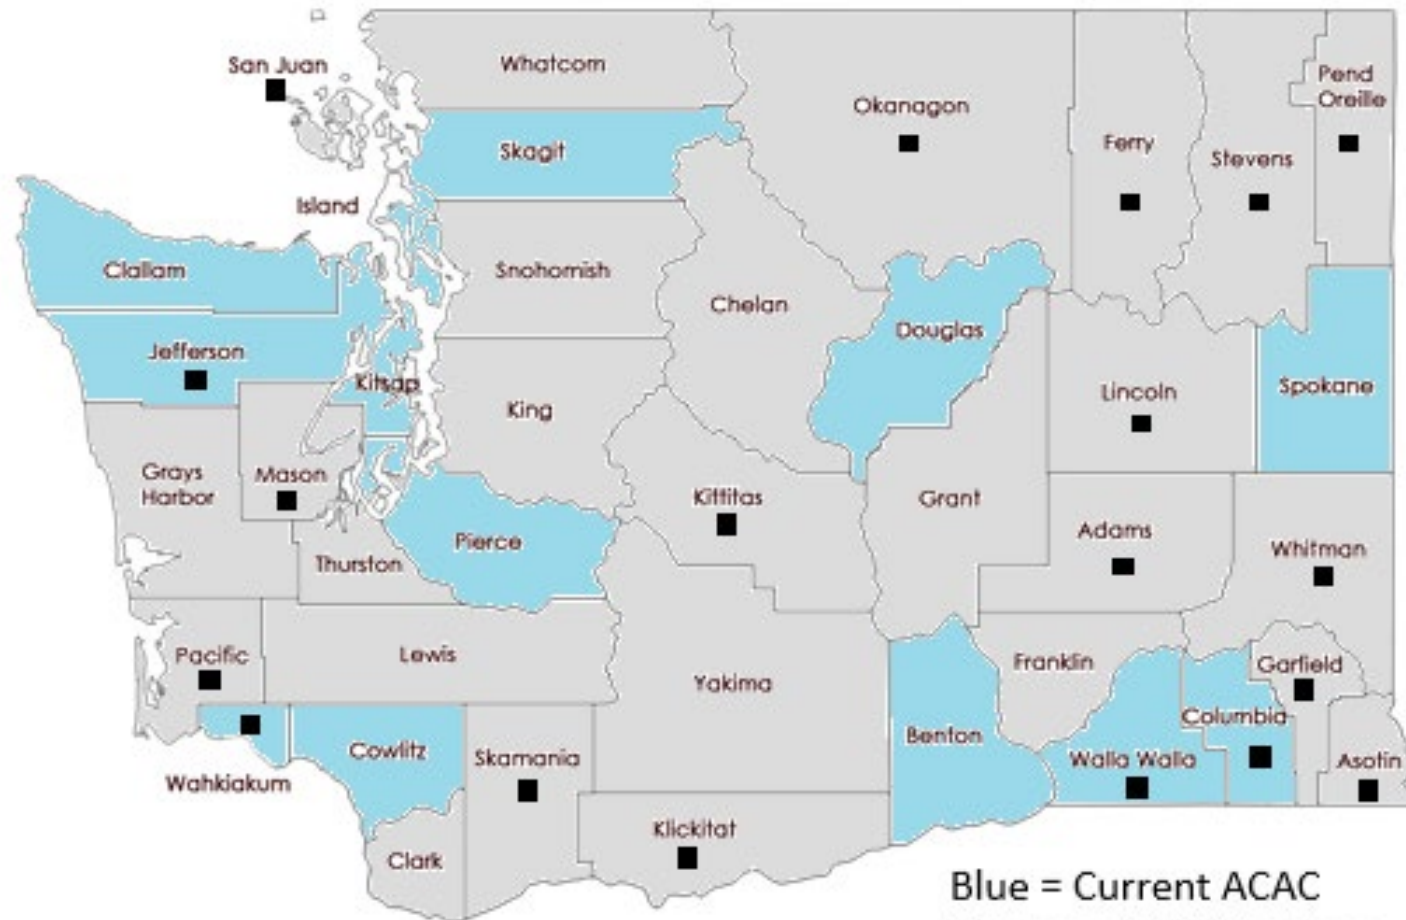 San Juan
Whatcom
Pend
Oreille
Okanagon
Ferry
Skagit
Stevens
Island
Clallam
Snohomish
Chelan
Douglas
Jefferson
Kitsap
Spokane
Lincoln
King
Grays
Harbor
Mason
Kittitas
Grant
Adams
Pierce
Whitman
Thurston
Pacific
Lewis
Franklin
Garfield
Yakima
Columbia
Benton
Cowlitz
Skamania
Walla Walla
Asotin
Wahkiakum
Klickitat
Clark
Blue = Current ACAC